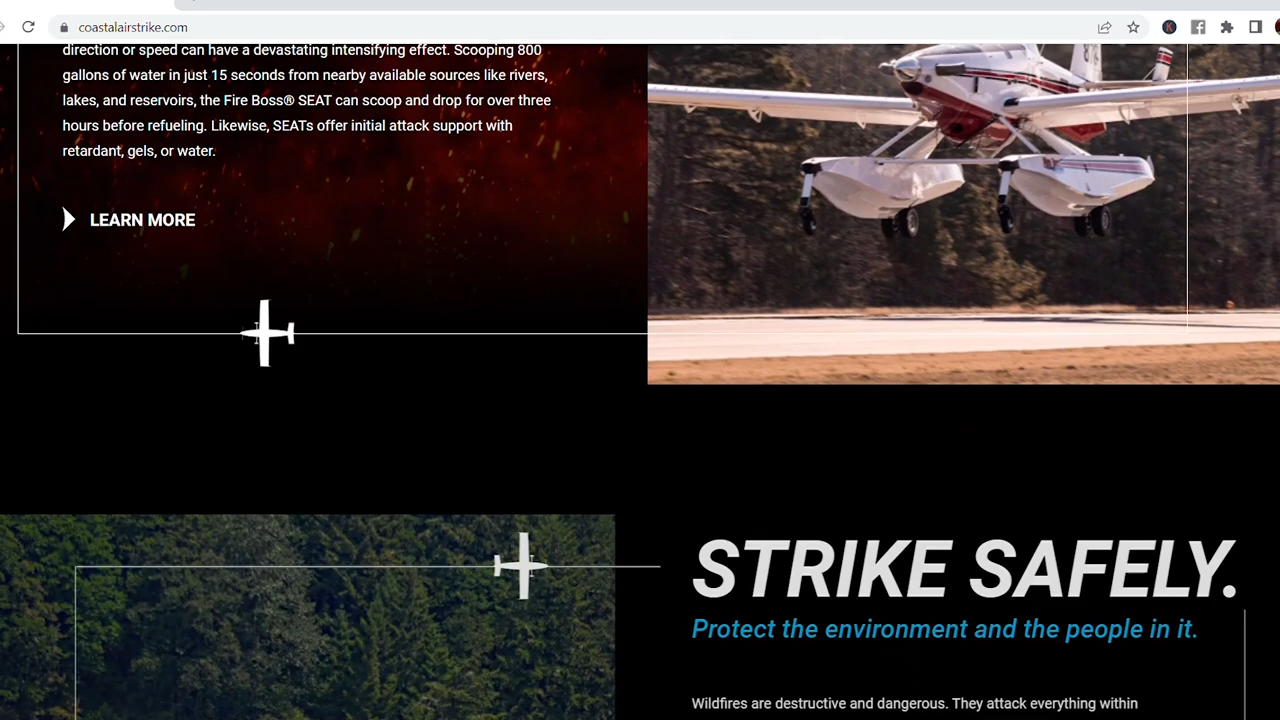 coastalairstrike.com
direction or speed can have a devastating intensifying effect. Scooping 800
gallons of water in just 15 seconds from nearby available sources like rivers,
lakes, and reservoirs, the Fire Boss® SEAT can scoop and drop for over three
hours before refueling. Likewise, SEATs offer initial attack support with
retardant, gels, or water.
LEARN MORE
STRIKE SAFELY.
Protect the environment and the people in it.
Wildfires are destructive and dangerous. They attack everything within